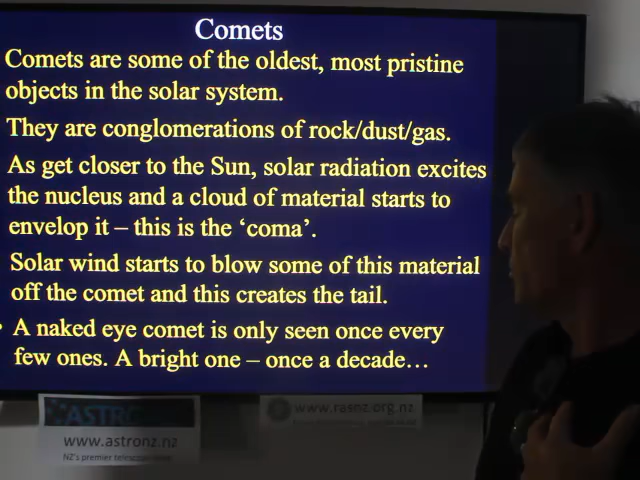 Comets
Comets are some of the oldest, most pristine
objects in the solar system.
They are conglomerations of rock/dust/gas.
As get closer to the Sun, solar radiation excites
the nucleus and a cloud of material starts to
envelop it – this is the ‘coma’.
Solar wind starts to blow some of this material
off the comet and this creates the tail.
• A naked eye comet is only seen once every
few ones. A bright one – once a decade…
ASTR
www.rasnz.org.nz
www.astronz.nz
NZ's premier telescope